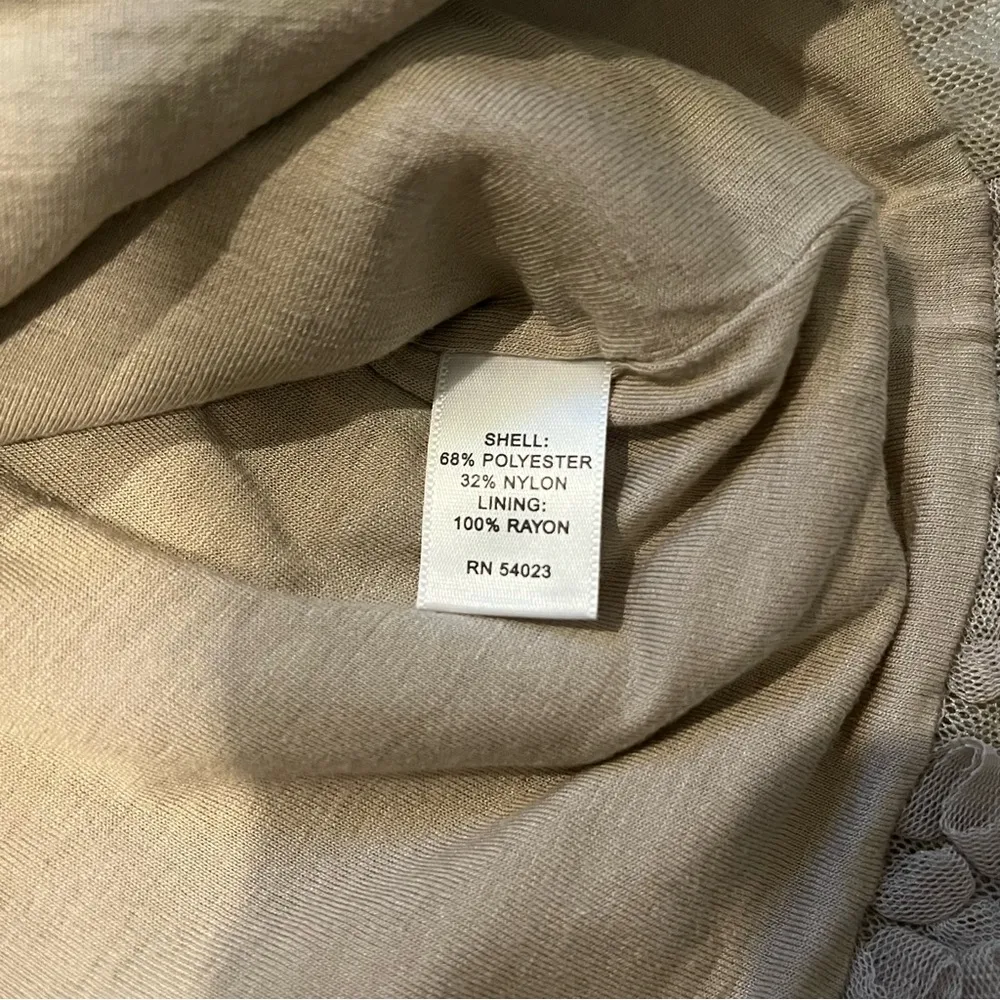 SHELL:
68% POLYESTER
32% NYLON
LINING:
100% RAYON
RN 54023